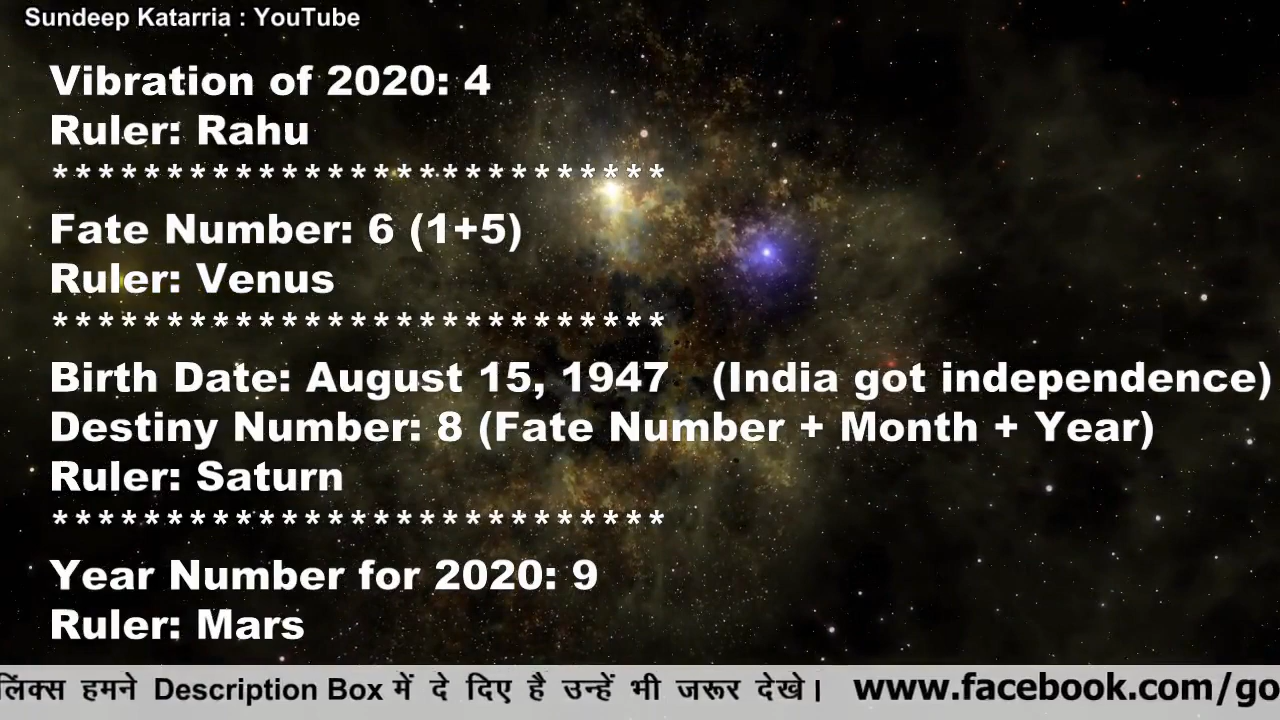 Sundeep Katarria : YouTube
Vibration of 2020: 4
Ruler: Rahu
***************************
Fate Number: 6 (1+5)
Ruler: Venus
***************************
Birth Date: August 15, 1947 (India got independence)
Destiny Number: 8 (Fate Number + Month + Year)
Ruler: Saturn
***************************
Year Number for 2020: 9
Ruler: Mars
लिंक्स हमने Description Box में दे दिए है उन्हें भी जरूर देखे। www.facebook.com/go